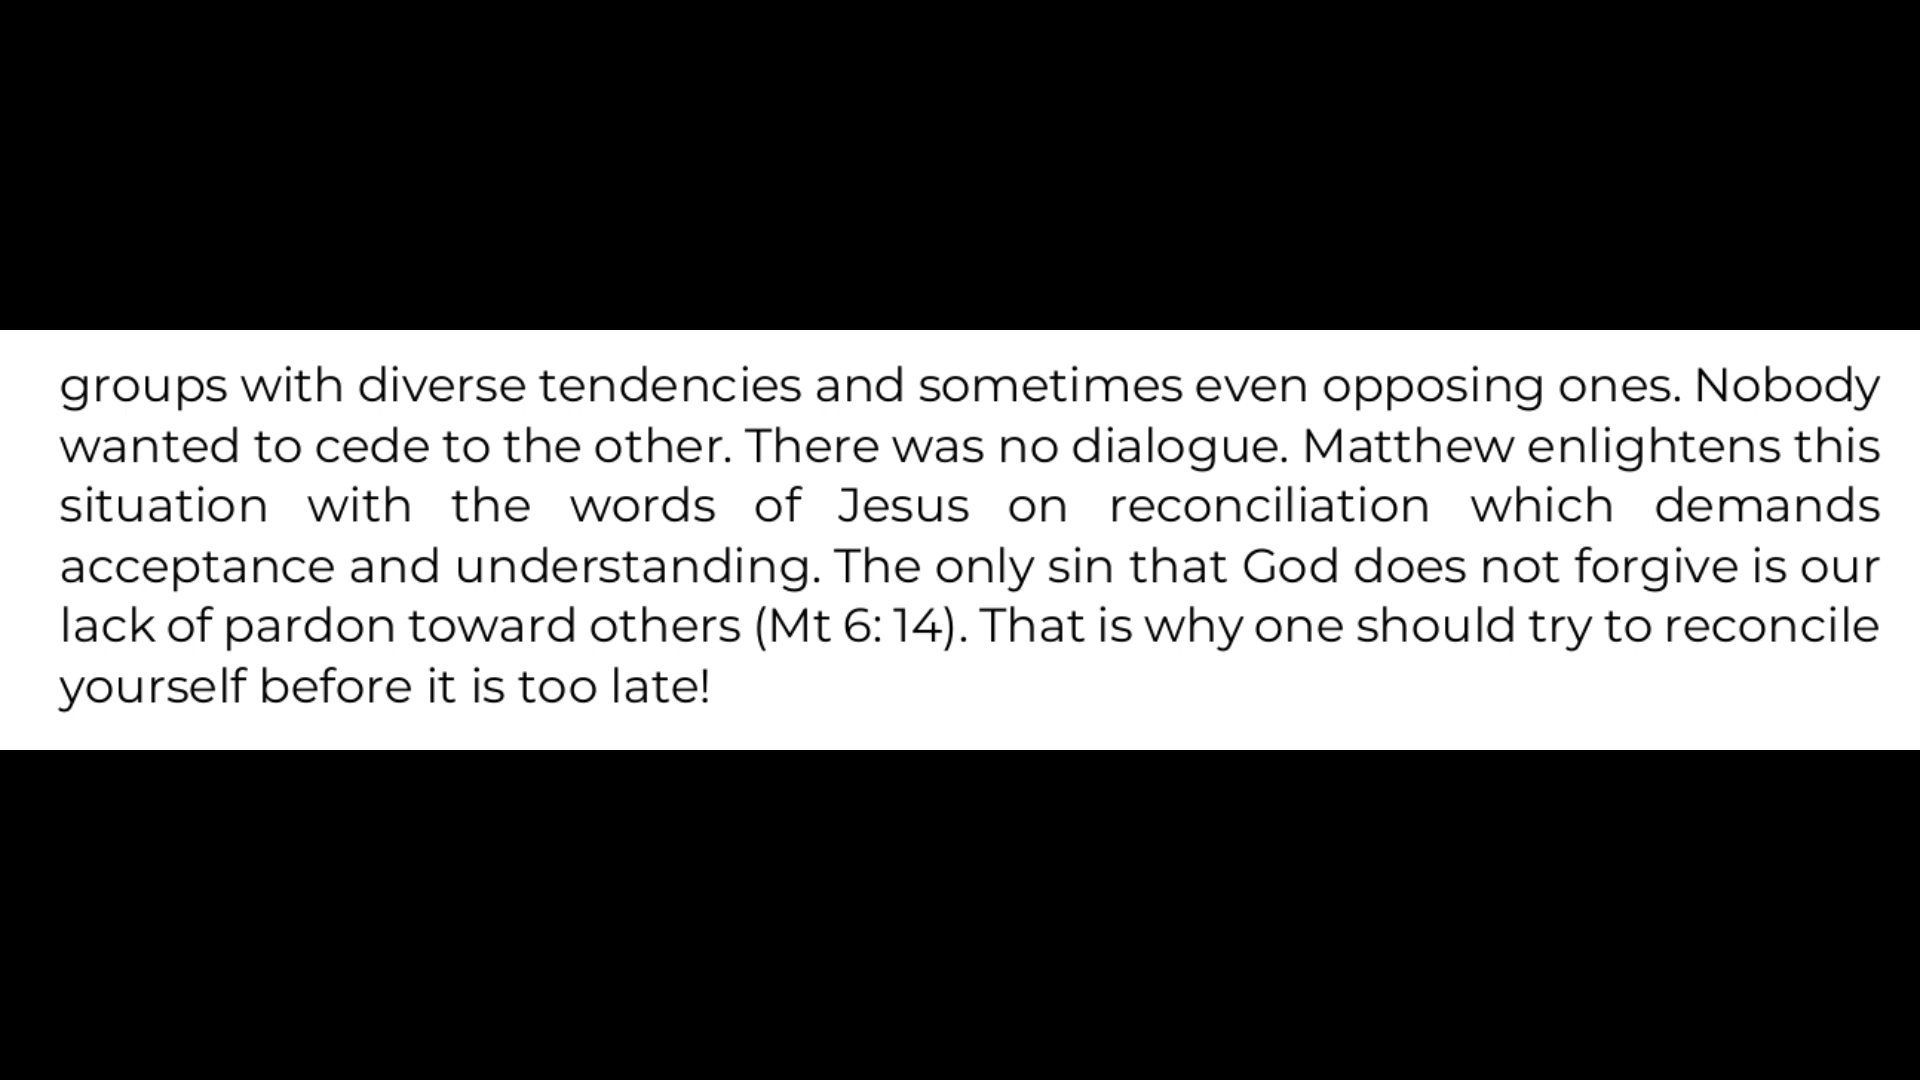 groups with diverse tendencies and sometimes even opposing ones. Nobody
wanted to cede to the other. There was no dialogue. Matthew enlightens this
situation with the words of Jesus on reconciliation which demands
acceptance and understanding. The only sin that God does not forgive is our
lack of pardon toward others (Mt 6: 14). That is why one should try to reconcile
yourself before it is too late!